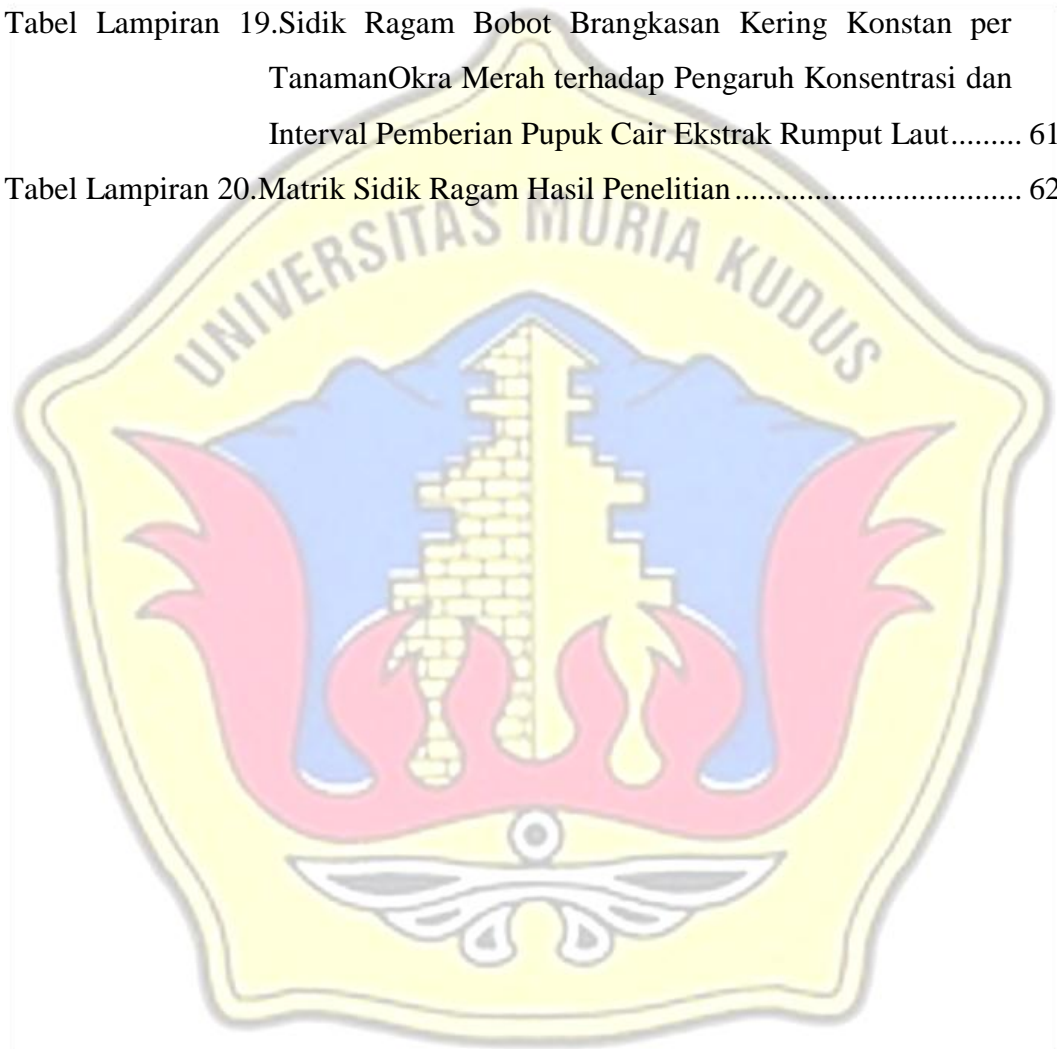 Tabel Lampiran 19.Sidik Ragam Bobot Brangkasan Kering Konstan per
TanamanOkra Merah terhadap Pengaruh Konsentrasi dan
Interval Pemberian Pupuk Cair Ekstrak Rumput Laut......... 61
Tabel Lampiran 20.Matrik Sidik Ragam Hasil Penelitian................................... 62
UNIVERSITAS MURIA KUDUS